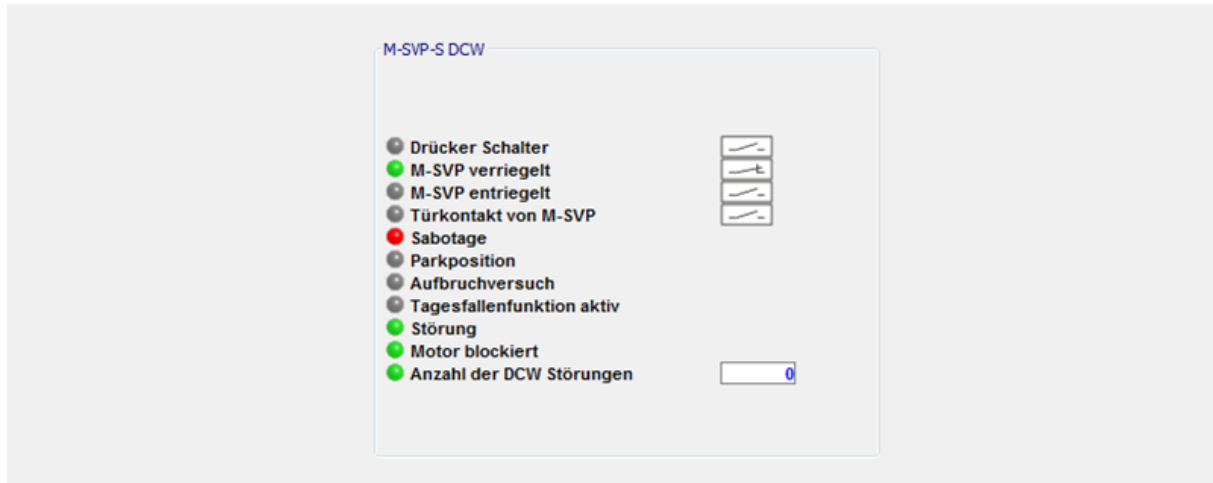 M-SVP-S DCW
Drücker Schalter
M-SVP verriegelt
M-SVP entriegelt
Türkontakt von M-SVP
Sabotage
Parkposition
Aufbruchversuch
Tagesfallenfunktion aktiv
Störung
Motor blockiert
Anzahl der DCW Störungen 0